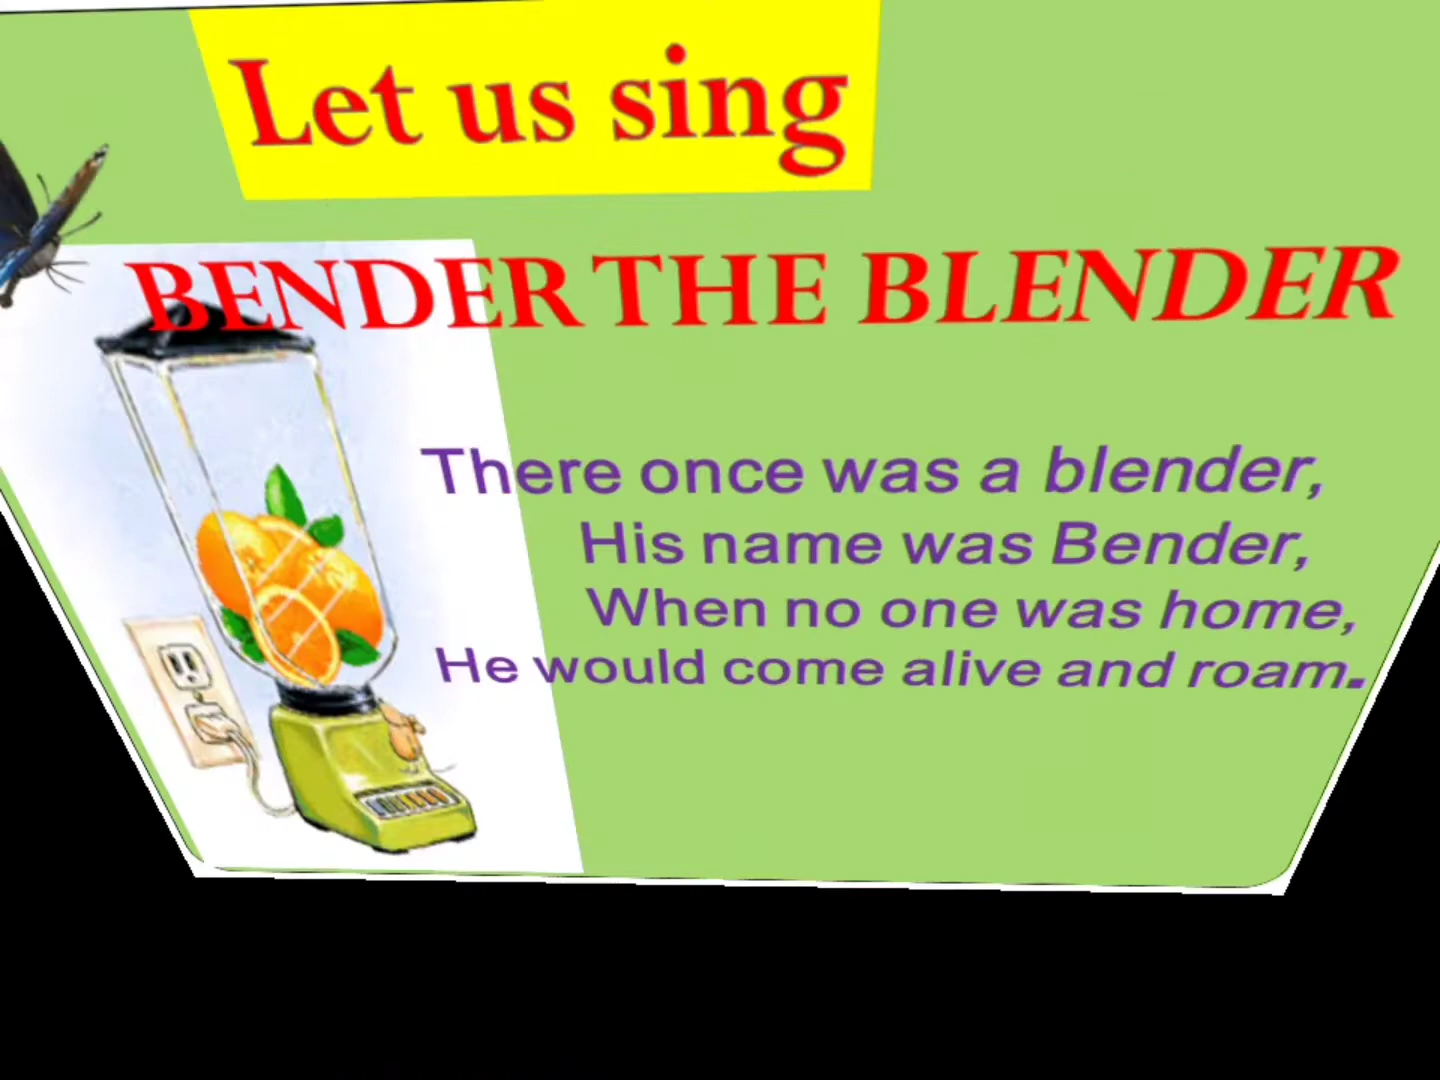 Let us sing
BENDER THE BLENDER
There once was a blender,
His name was Bender,
When no one was home,
He would come alive and roam.